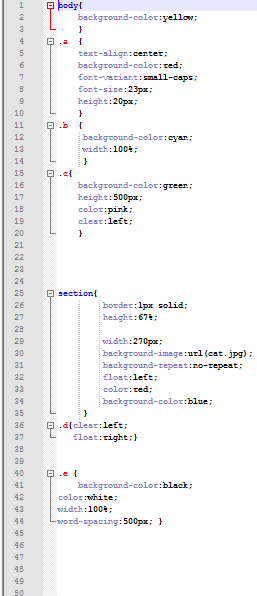 1 body{
2 background-color:yellow;
3 }
4 .a {
5 text-align:center;
6 background-color:red;
7 font-variant:small-caps;
8 font-size:23px;
9 height:20px;
10 }
11 .b {
12 background-color:cyan;
13 width:100%;
14 }
15 .c{
16 background-color:green;
17 height:500px;
18 color:pink;
19 clear:left;
20 }
21
22
23
24
25 section{
26 border:1px solid;
27 height:67%;
28
29 width:270px;
30 background-image:url(cat.jpg);
31 background-repeat:no-repeat;
32 float:left;
33 color:red;
34 background-color:blue;
35 }
36 .d{clear:left;
37 float:right;}
38
39
40 .e {
41 background-color:black;
42 color:white;
43 width:100%;
44 word-spacing:500px; }
45
46
47
48
49
50